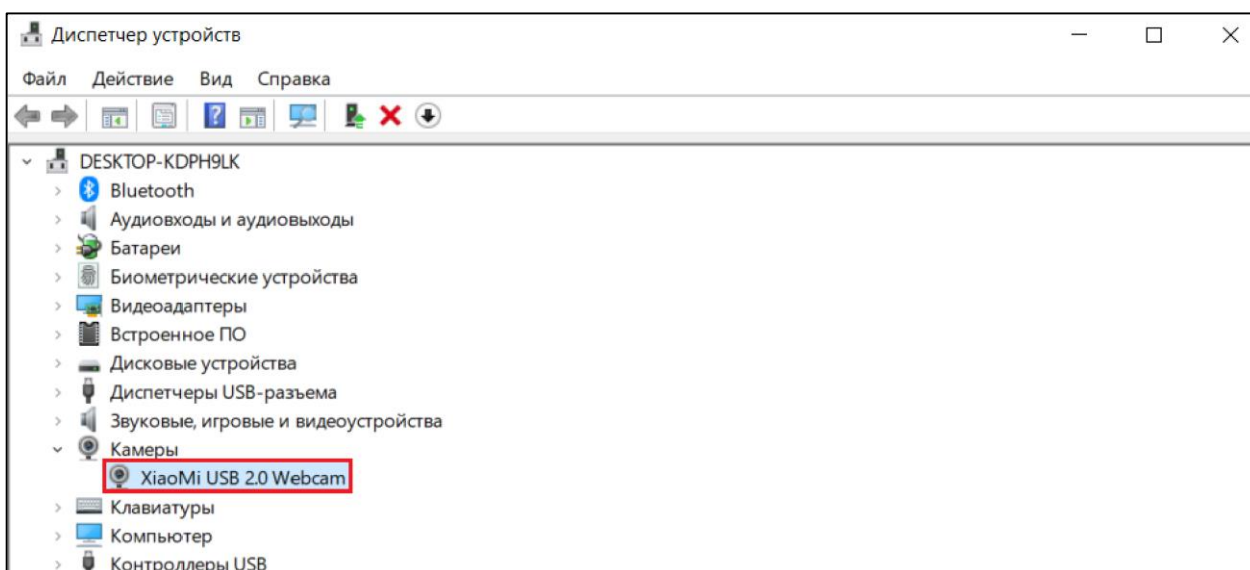 Диспетчер устройств
Файл Действие Вид Справка
DESKTOP-KDPH9LK
Bluetooth
Аудиовходы и аудиовыходы
Батареи
Биометрические устройства
Видеоадаптеры
Встроенное ПО
Дисковые устройства
Диспетчеры USB-разъема
Звуковые, игровые и видеоустройства
Камеры
XiaoMi USB 2.0 Webcam
Клавиатуры
Компьютер
Контроллеры USB